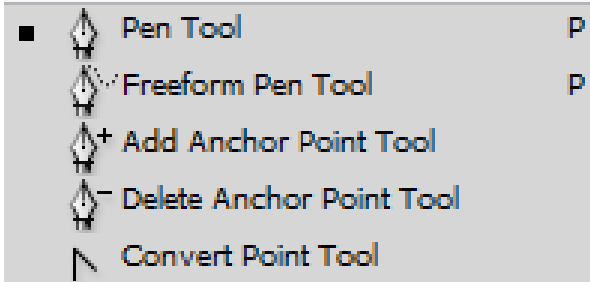 Pen Tool P
Freeform Pen Tool P
Add Anchor Point Tool
Delete Anchor Point Tool
Convert Point Tool